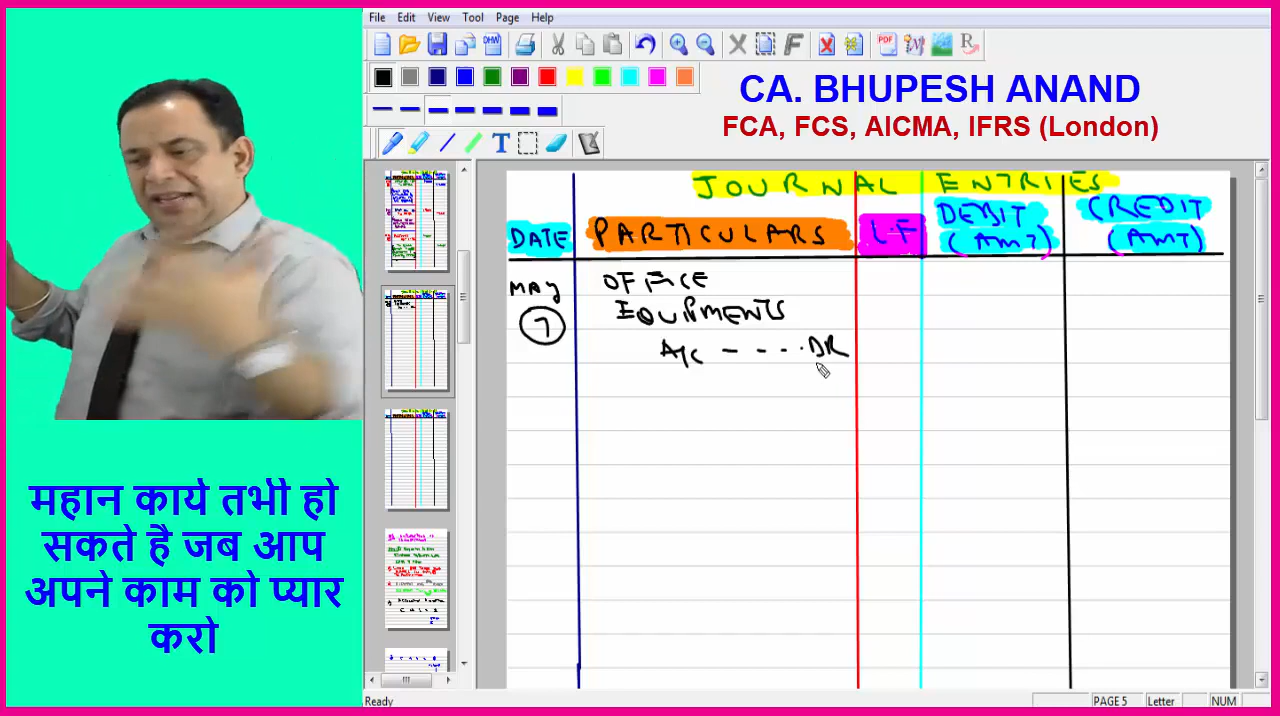 File Edit View Tool Page Help
CA. BHUPESH ANAND
FCA, FCS, AICMA, IFRS (London)
JOURNAL ENTRIES
DATE PARTICULARS LF DEBIT (AMT) CREDIT (AMT)
MAY 7 OFFICE
EQUIPMENTS
A/C - - - . DR
महान कार्य तभी हो
सकते है जब आप
अपने काम को प्यार
करो
Ready PAGE 5 Letter NUM